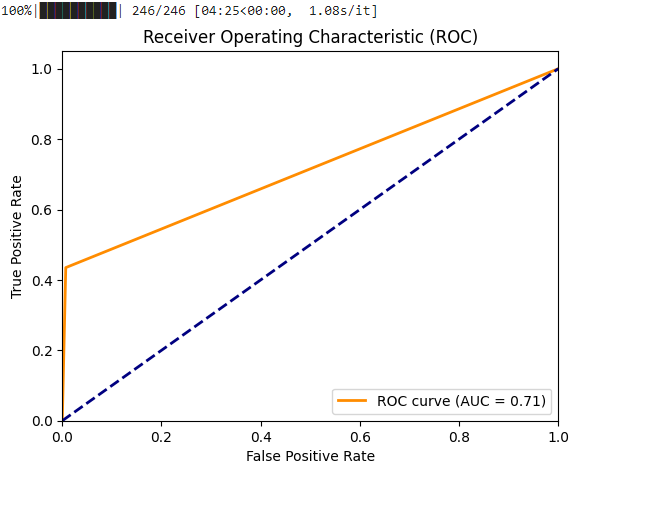 100%|██████████| 246/246 [04:25<00:00,  1.08s/it]
Receiver Operating Characteristic (ROC)
1.0
0.8
0.6
0.4
0.2
0.0
True Positive Rate
ROC curve (AUC = 0.71)
0.0 0.2 0.4 0.6 0.8 1.0
False Positive Rate